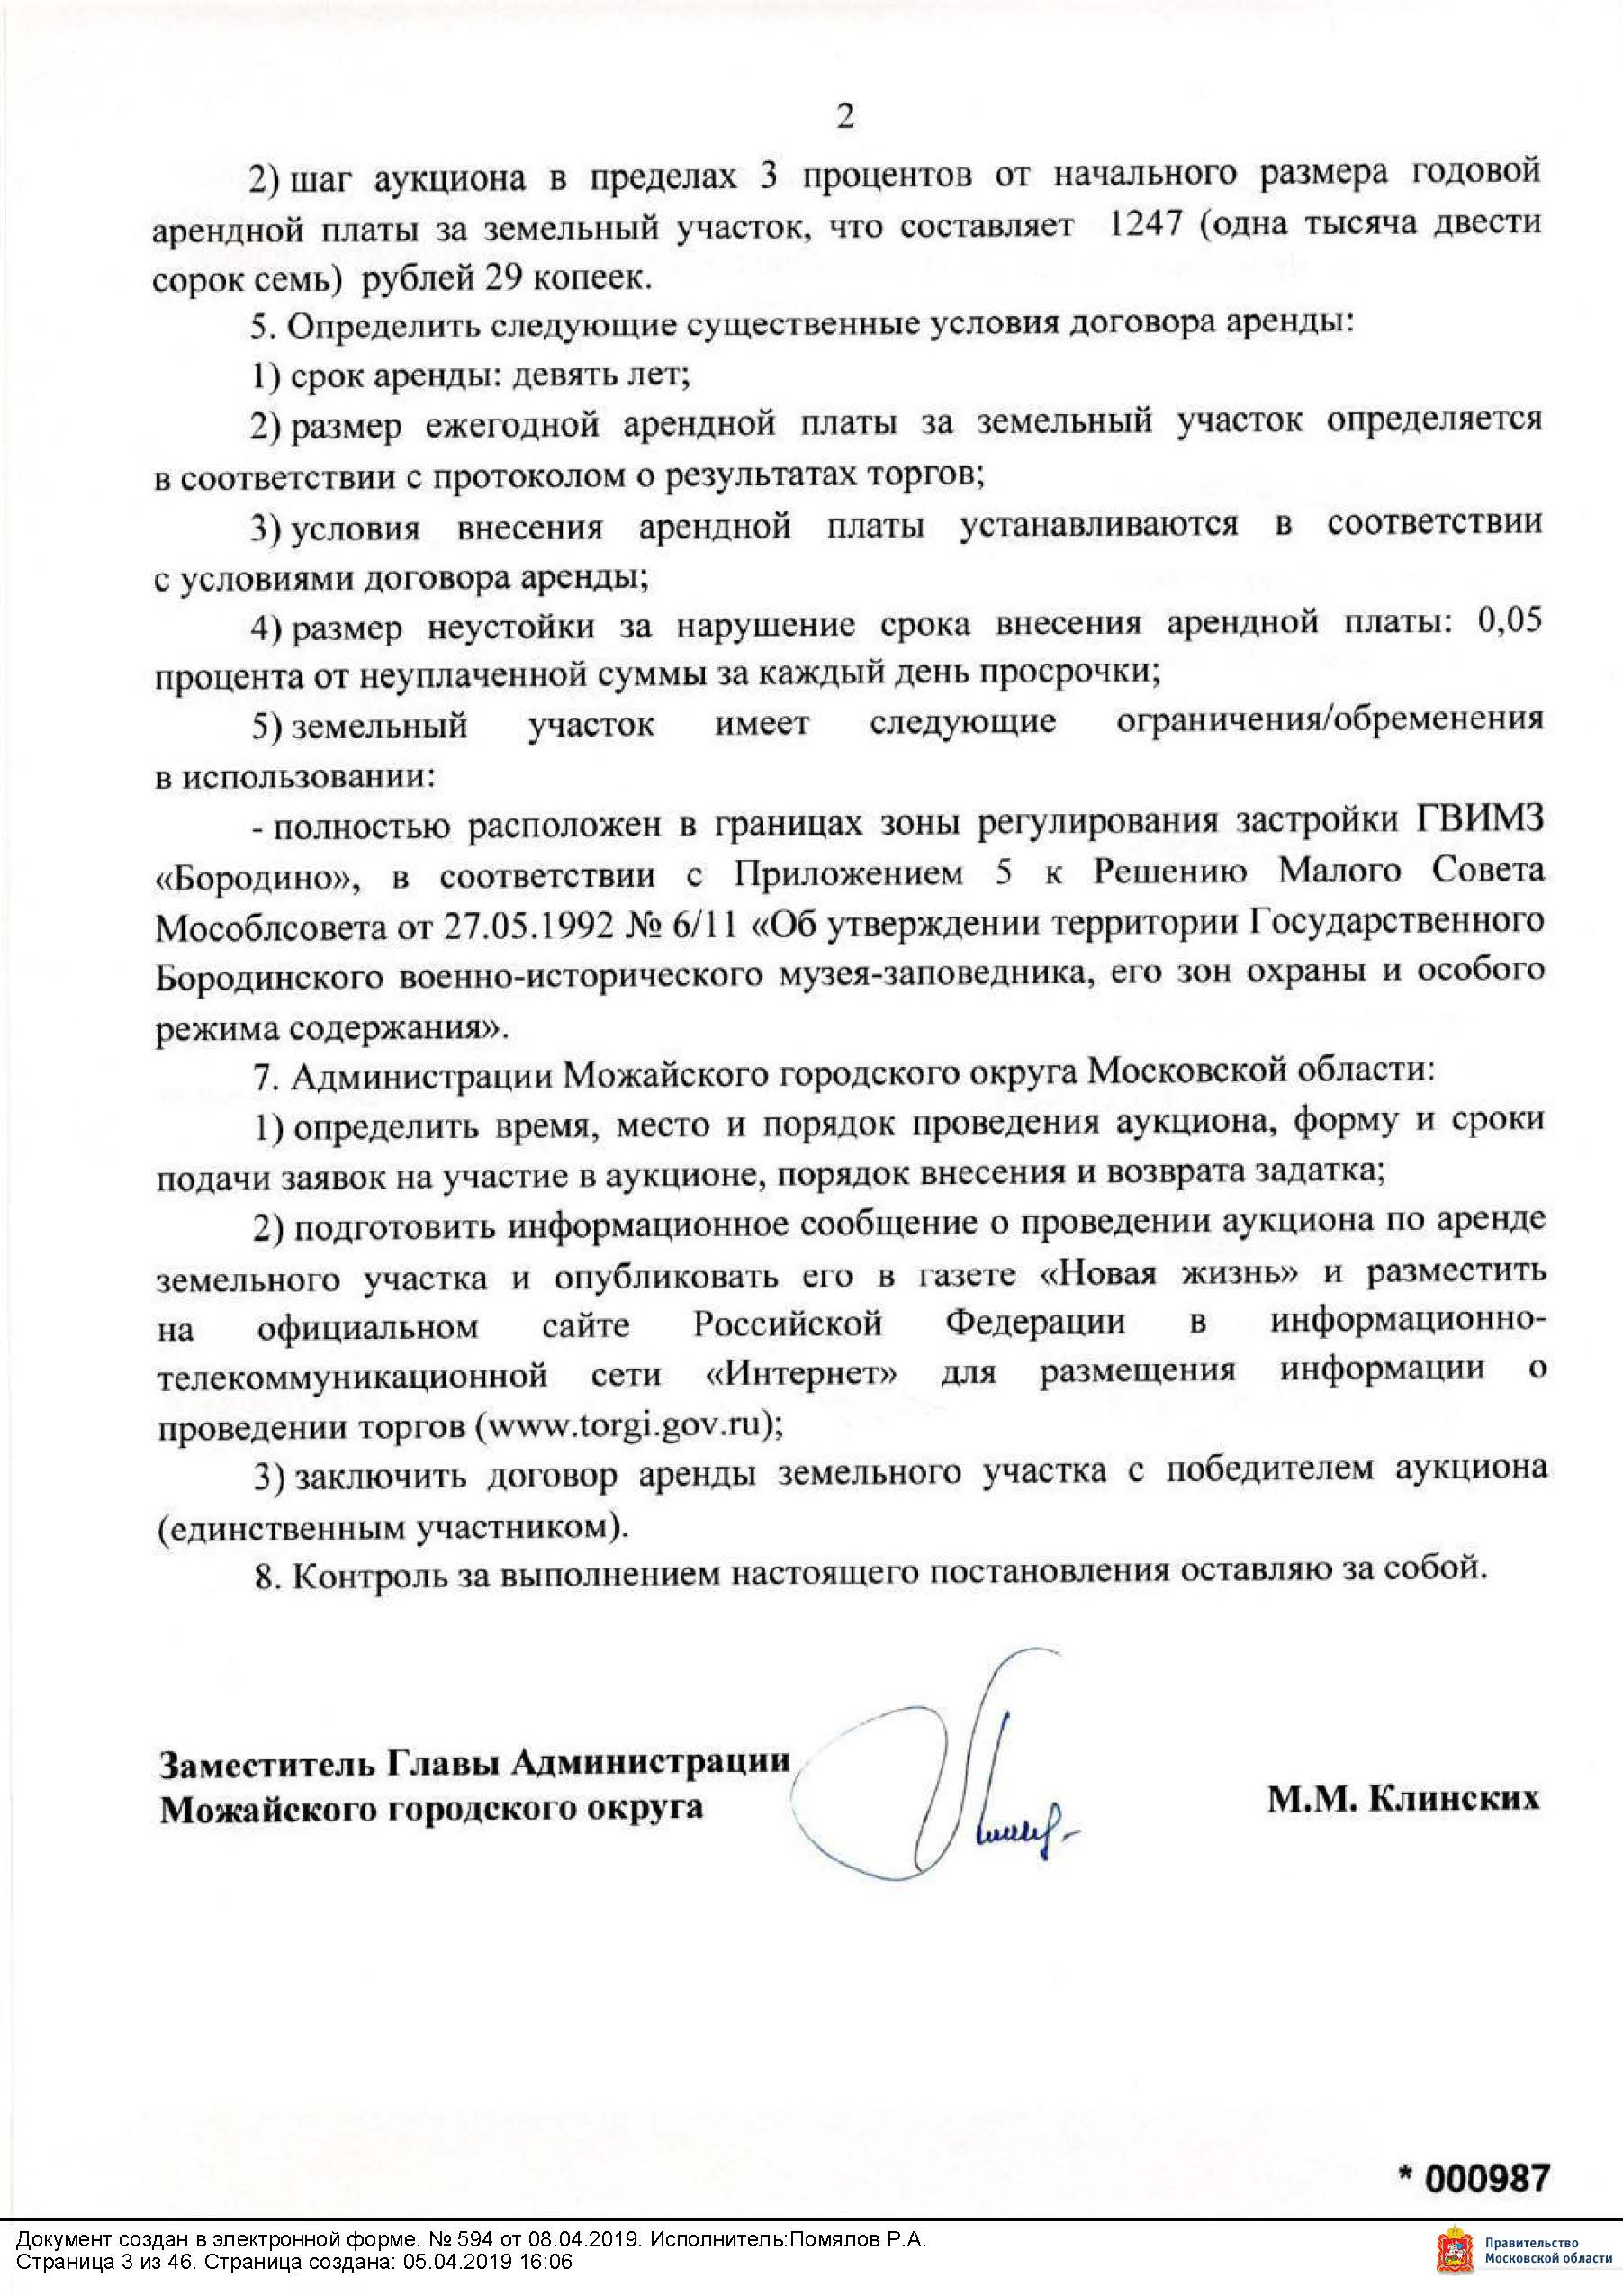 2
2) шаг аукциона в пределах 3 процентов от начального размера годовой
арендной платы за земельный участок, что составляет 1247 (одна тысяча двести
сорок семь) рублей 29 копеек.
5. Определить следующие существенные условия договора аренды:
1) срок аренды: девять лет;
2) размер ежегодной арендной платы за земельный участок определяется
в соответствии с протоколом о результатах торгов;
3) условия внесения арендной платы устанавливаются в соответствии
с условиями договора аренды;
4) размер неустойки за нарушение срока внесения арендной платы: 0,05
процента от неуплаченной суммы за каждый день просрочки;
5) земельный участок имеет следующие ограничения/обременения
в использовании:
- полностью расположен в границах зоны регулирования застройки ГВИМЗ
«Бородино», в соответствии с Приложением 5 к Решению Малого Совета
Мособлсовета от 27.05.1992 № 6/11 «Об утверждении территории Государственного
Бородинского военно-исторического музея-заповедника, его зон охраны и особого
режима содержания».
7. Администрации Можайского городского округа Московской области:
1) определить время, место и порядок проведения аукциона, форму и сроки
подачи заявок на участие в аукционе, порядок внесения и возврата задатка;
2) подготовить информационное сообщение о проведении аукциона по аренде
земельного участка и опубликовать его в газете «Новая жизнь» и разместить
на официальном сайте Российской Федерации в информационно-
телекоммуникационной сети «Интернет» для размещения информации о
проведении торгов (www.torgi.gov.ru);
3) заключить договор аренды земельного участка с победителем аукциона
(единственным участником).
8. Контроль за выполнением настоящего постановления оставляю за собой.
Заместитель Главы Администрации
Можайского городского округа
М.М. Клинских
* 000987
Документ создан в электронной форме. № 594 от 08.04.2019. Исполнитель:Помялов Р.А.
Страница 3 из 46. Страница создана: 05.04.2019 16:06
Правительство
Московской области